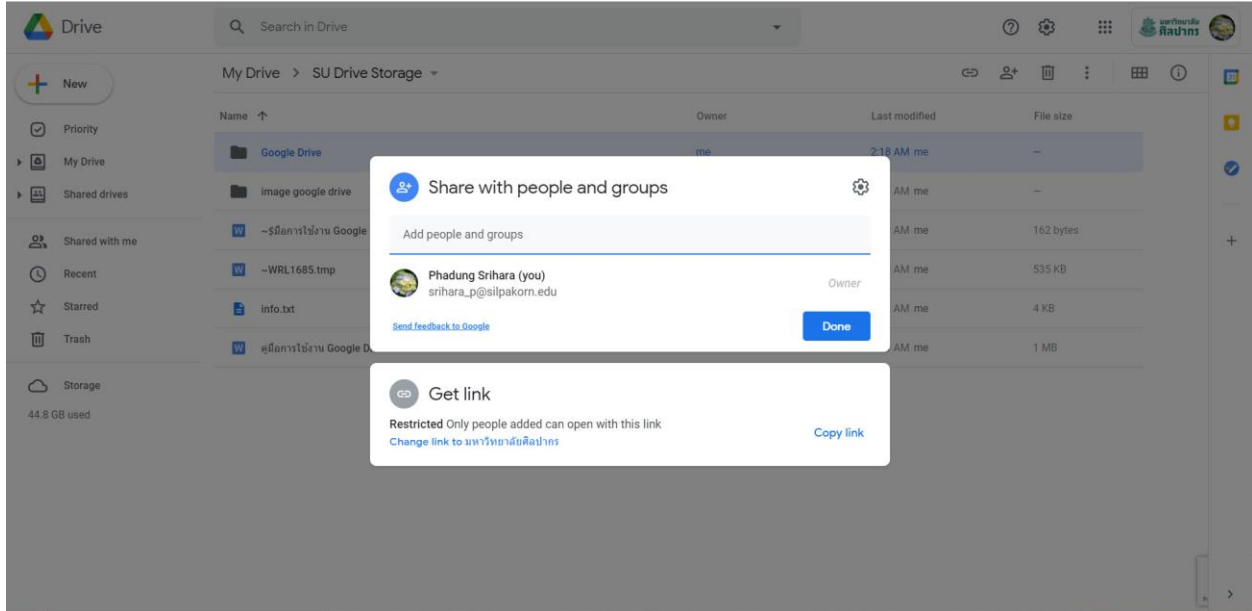 Drive
Search in Drive
มหาวิทยาลัย
ศิลปากร
New
My Drive > SU Drive Storage
Name Owner Last modified File size
Priority
My Drive
Shared drives
Shared with me
Recent
Starred
Trash
Storage
44.8 GB used
Google Drive me 2:18 AM me –
image google drive AM me –
~$มือการใช้งาน Google AM me 162 bytes
~WRL1685.tmp AM me 535 KB
info.txt AM me 4 KB
คู่มือการใช้งาน Google D AM me 1 MB
Share with people and groups
Add people and groups
Phadung Srihara (you)
srihara_p@silpakorn.edu
Owner
Send feedback to Google
Done
Get link
Restricted Only people added can open with this link
Change link to มหาวิทยาลัยศิลปากร
Copy link